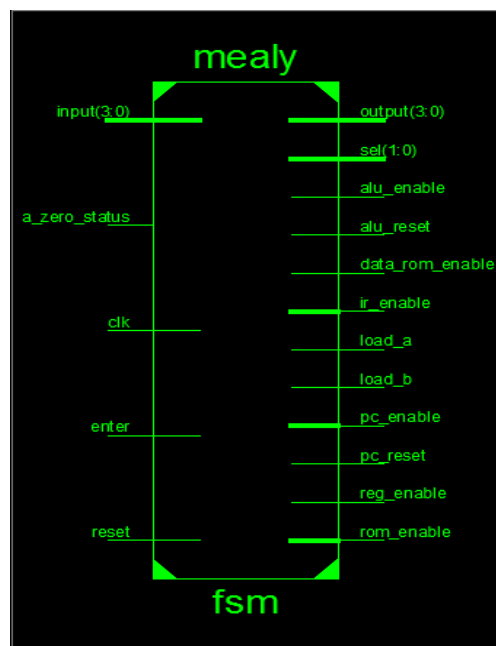 mealy
input(3:0)
a_zero_status
clk
enter
reset
output(3:0)
sel(1:0)
alu_enable
alu_reset
data_rom_enable
ir_enable
load_a
load_b
pc_enable
pc_reset
reg_enable
rom_enable
fsm